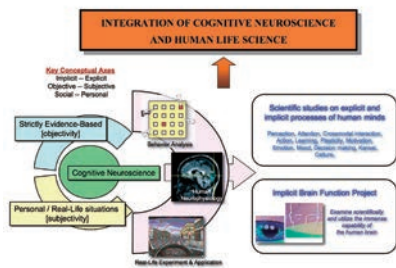 INTEGRATION OF COGNITIVE NEUROSCIENCE
AND HUMAN LIFE SCIENCE
Key Conceptual Axes
Implicit – Explicit
Objective – Subjective
Social – Personal
Strictly Evidence-Based
[objectivity]
Behavior Analysis
Cognitive Neuroscience
Human
Neurophysiology
Personal / Real-Life situations
[subjectivity]
Real-Life Experiment & Application
Scientific studies on explicit and
implicit processes of human minds
Perception, Attention, Crossmodal interaction,
Action, Learning, Plasticity, Motivation,
Emotion, Mood, Decision making, Kansei,
Culture,
Implicit Brain Function Project
Examine scientifically
and utilize the immense
capability of
the human brain